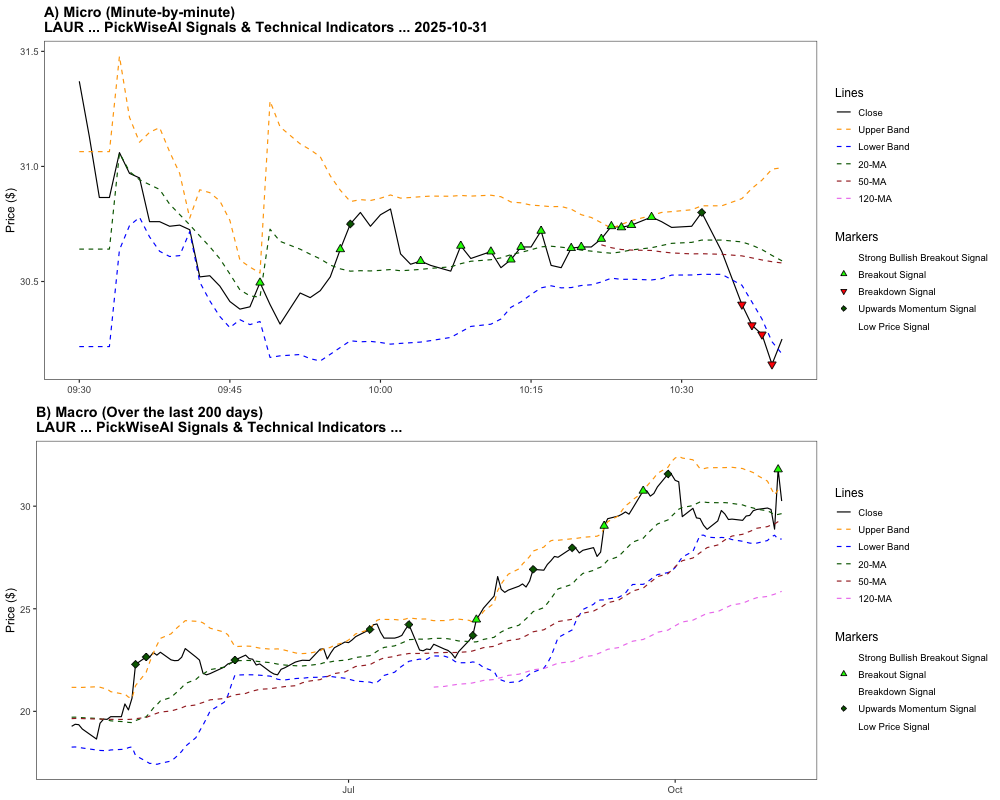 A) Micro (Minute-by-minute)
LAUR ... PickWiseAI Signals & Technical Indicators ... 2025-10-31
31.5
31.0
30.5
Price ($)
09:30
09:45
10:00
10:15
10:30
Lines
Close
Upper Band
Lower Band
20-MA
50-MA
120-MA
Markers
Strong Bullish Breakout Signal
Breakout Signal
Breakdown Signal
Upwards Momentum Signal
Low Price Signal
B) Macro (Over the last 200 days)
LAUR ... PickWiseAI Signals & Technical Indicators ...
30
25
20
Price ($)
Jul
Oct
Lines
Close
Upper Band
Lower Band
20-MA
50-MA
120-MA
Markers
Strong Bullish Breakout Signal
Breakout Signal
Breakdown Signal
Upwards Momentum Signal
Low Price Signal